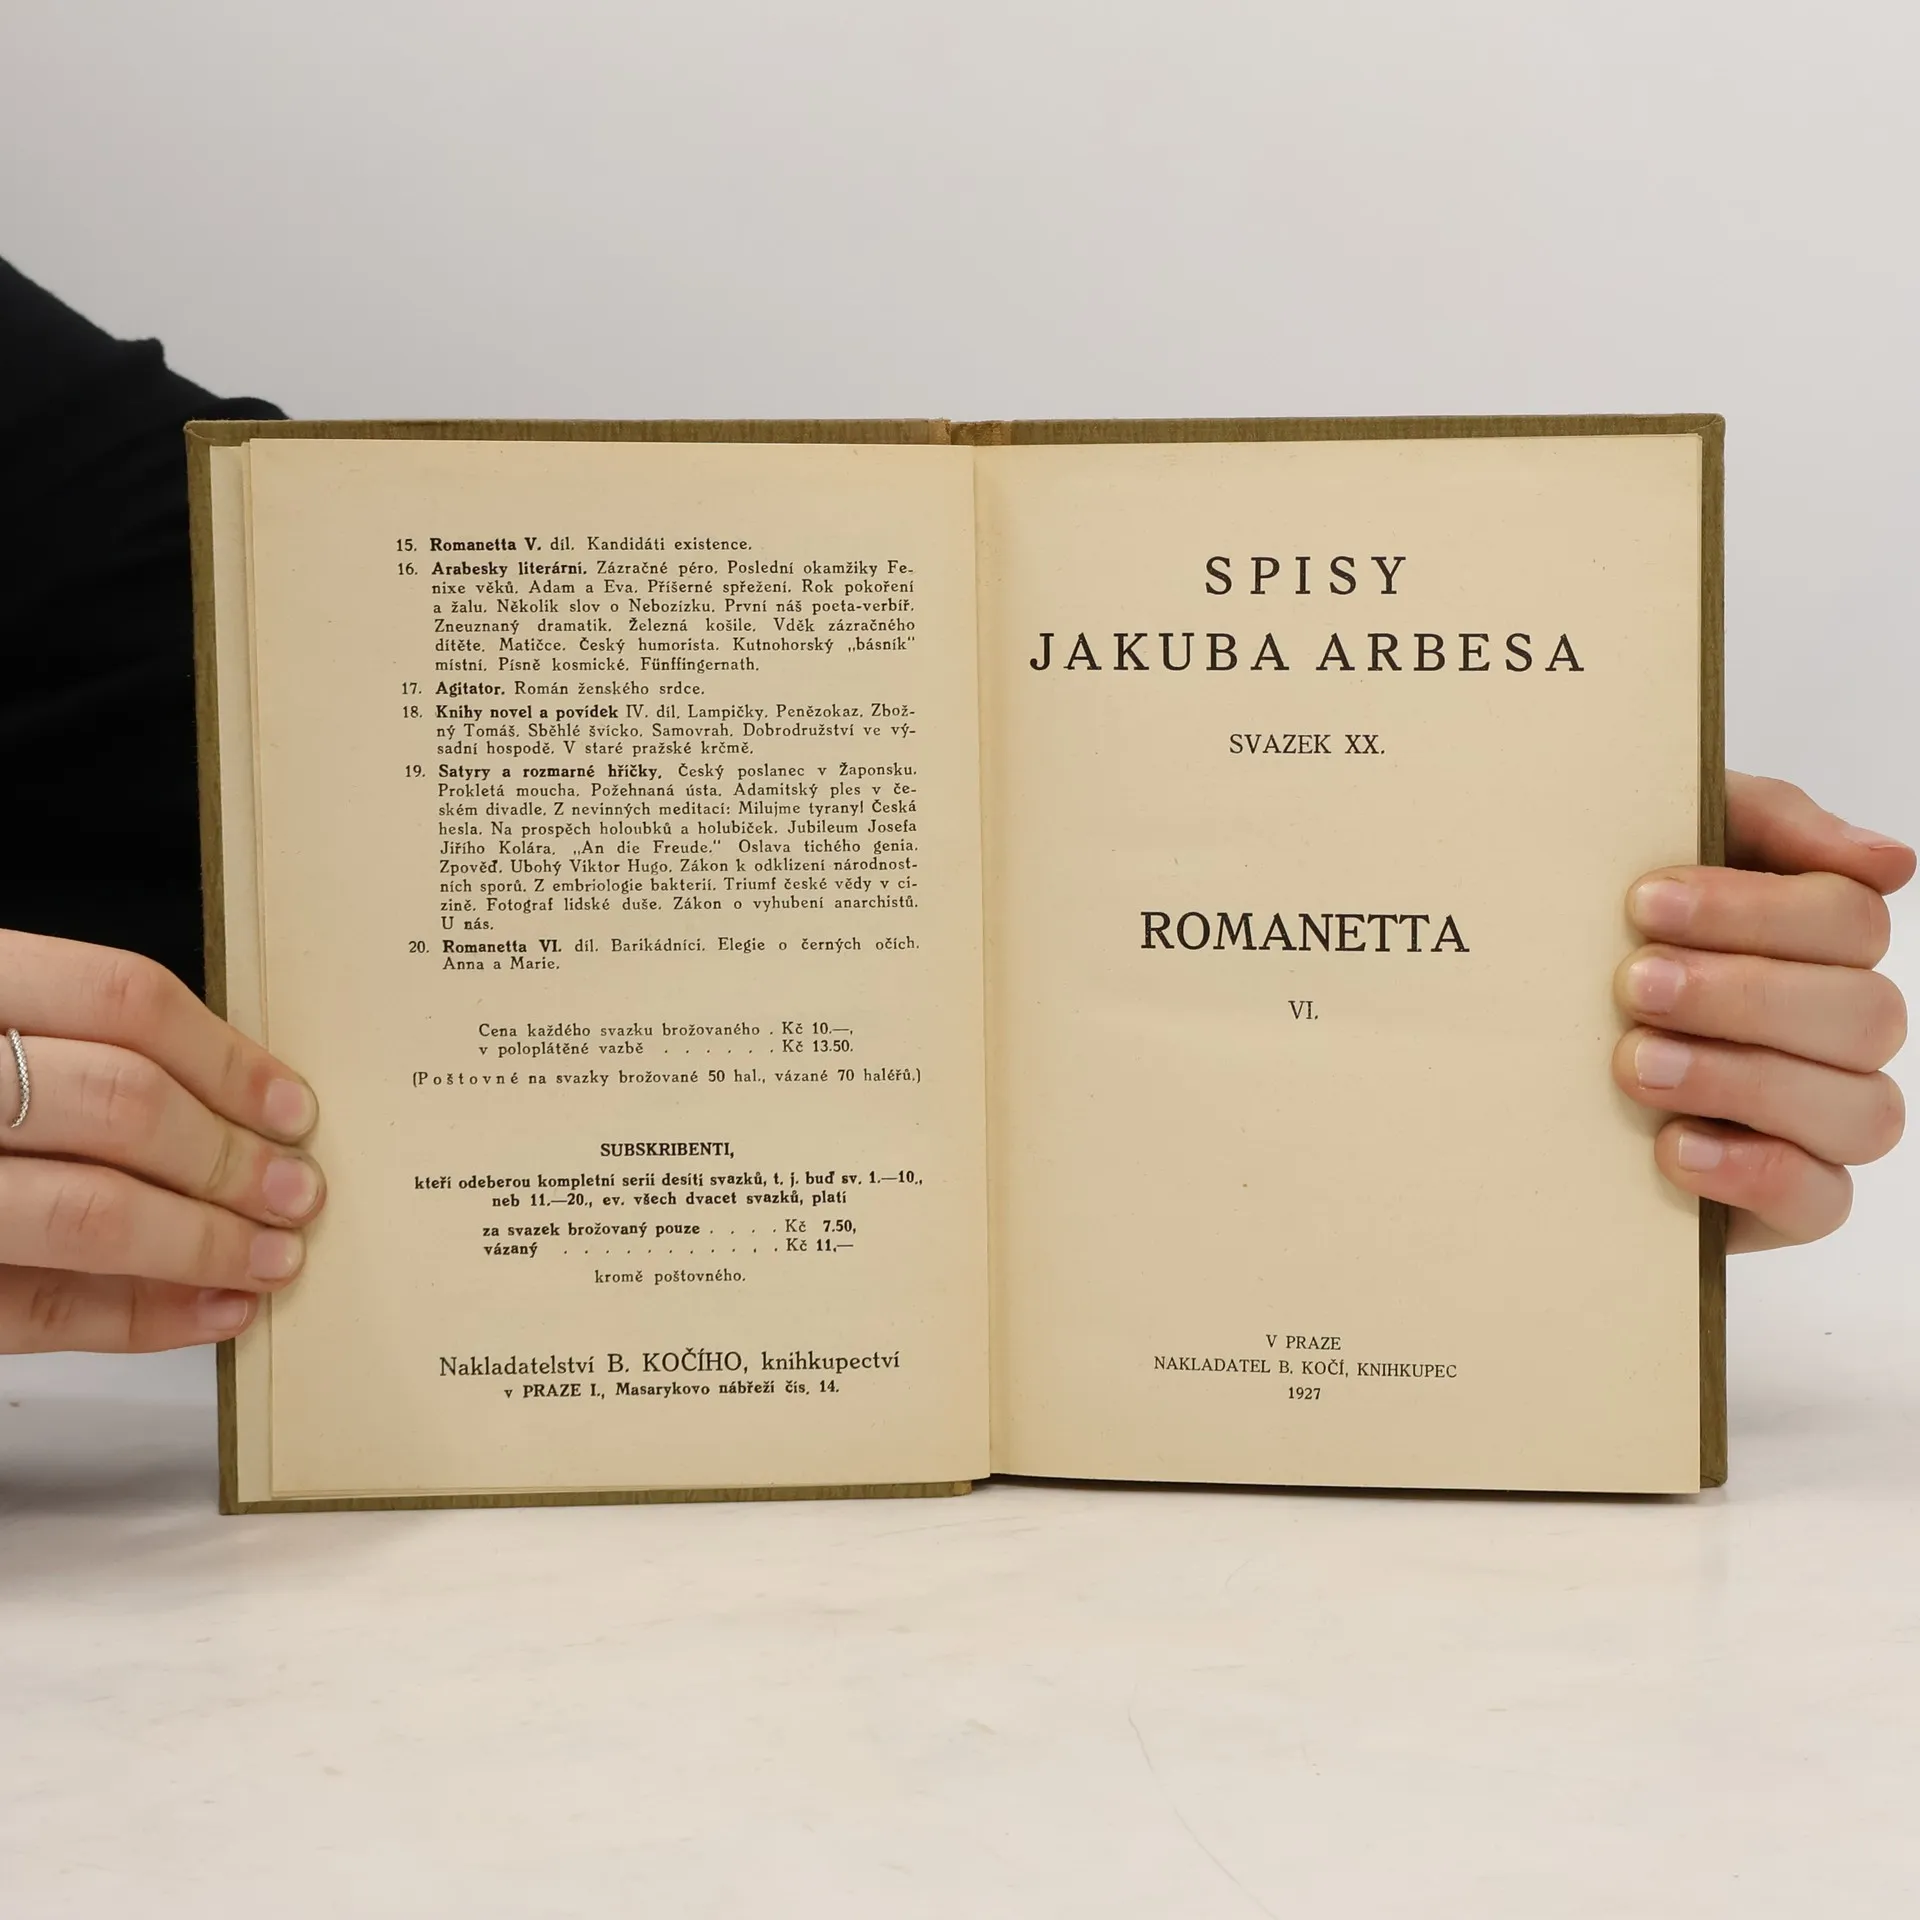 15. Romanetta V. díl. Kandidáti existence.
16. Arabesky literární. Zázračné péro. Poslední okamžiky Fe-
nixe věků. Adam a Eva. Příšerné spřežení. Rok pokoření
a žalu. Několik slov o Nebozízku. První náš poeta-verbíř.
Zneuznaný dramatik. Železná košile. Vděk zázračného
dítěte. Matičce. Český humorista. Kutnohorský „básník"
místní. Písně kosmické. Fünffingernath.
17. Agitator. Román ženského srdce.
18. Knihy novel a povídek IV. díl. Lampičky. Penězokaz. Zbož-
ný Tomáš. Sběhlé švícko. Samovrah. Dobrodružství ve vý-
sadní hospodě. V staré pražské krčmě.
19. Satyry a rozmarné hříčky. Český poslanec v Žaponsku.
Prokletá moucha. Požehnaná ústa. Adamitský ples v če-
ském divadle. Z nevinných meditací: Milujme tyrany! Česká
hesla. Na prospěch holoubků a holubiček. Jubileum Josefa
Jiřího Kolára. „An die Freude." Oslava tichého genia.
Zpověď. Ubohý Viktor Hugo. Zákon k odklizení národnost-
ních sporů. Z embriologie bakterií. Triumf české vědy v ci-
zině. Fotograf lidské duše. Zákon o vyhubení anarchistů.
U nás.
20. Romanetta VI. díl. Barikádníci. Elegie o černých očích.
Anna a Marie.
Cena každého svazku brožovaného . Kč 10.—,
v poloplátěné vazbě . . . . . . Kč 13.50.
(Poštovné na svazky brožované 50 hal., vázané 70 haléřů.)
SUBSKRIBENTI,
kteří odeberou kompletní serii desíti svazků, t. j. buď sv. 1.—10.,
neb 11.—20., ev. všech dvacet svazků, platí
za svazek brožovaný pouze . . . . Kč 7.50,
vázaný . . . . . . . . . . . Kč 11.—
kromě poštovného.
Nakladatelství B. KOČÍHO, knihkupectví
v PRAZE I., Masarykovo nábřeží čís. 14.
SPISY
JAKUBA ARBESA
SVAZEK XX.
ROMANETTA
VI.
V PRAZE
NAKLADATEL B. KOČÍ, KNIHKUPEC
1927